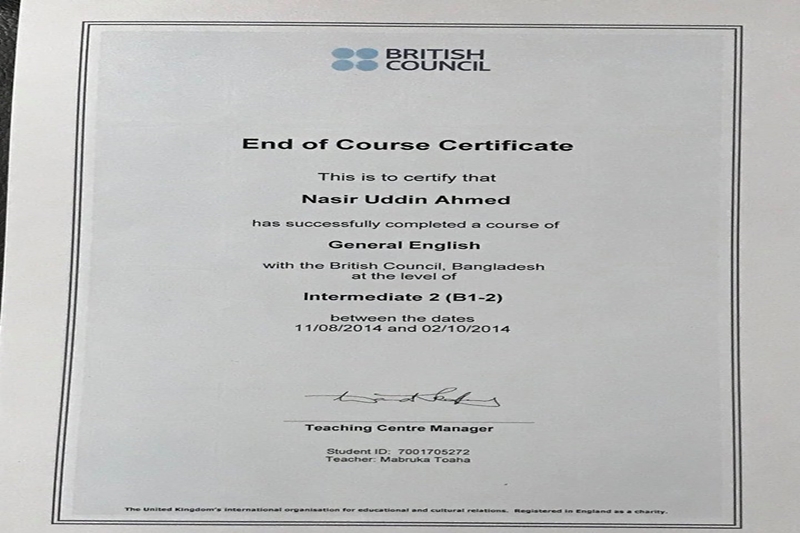 BRITISH
COUNCIL
End of Course Certificate
This is to certify that
Nasir Uddin Ahmed
has successfully completed a course of
General English
with the British Council, Bangladesh
at the level of
Intermediate 2 (B1-2)
between the dates
11/08/2014 and 02/10/2014
Teaching Centre Manager
Student ID: 7001705272
Teacher: Mabruka Toaha
The United Kingdom's international organisation for educational and cultural relations. Registered in England as a charity.